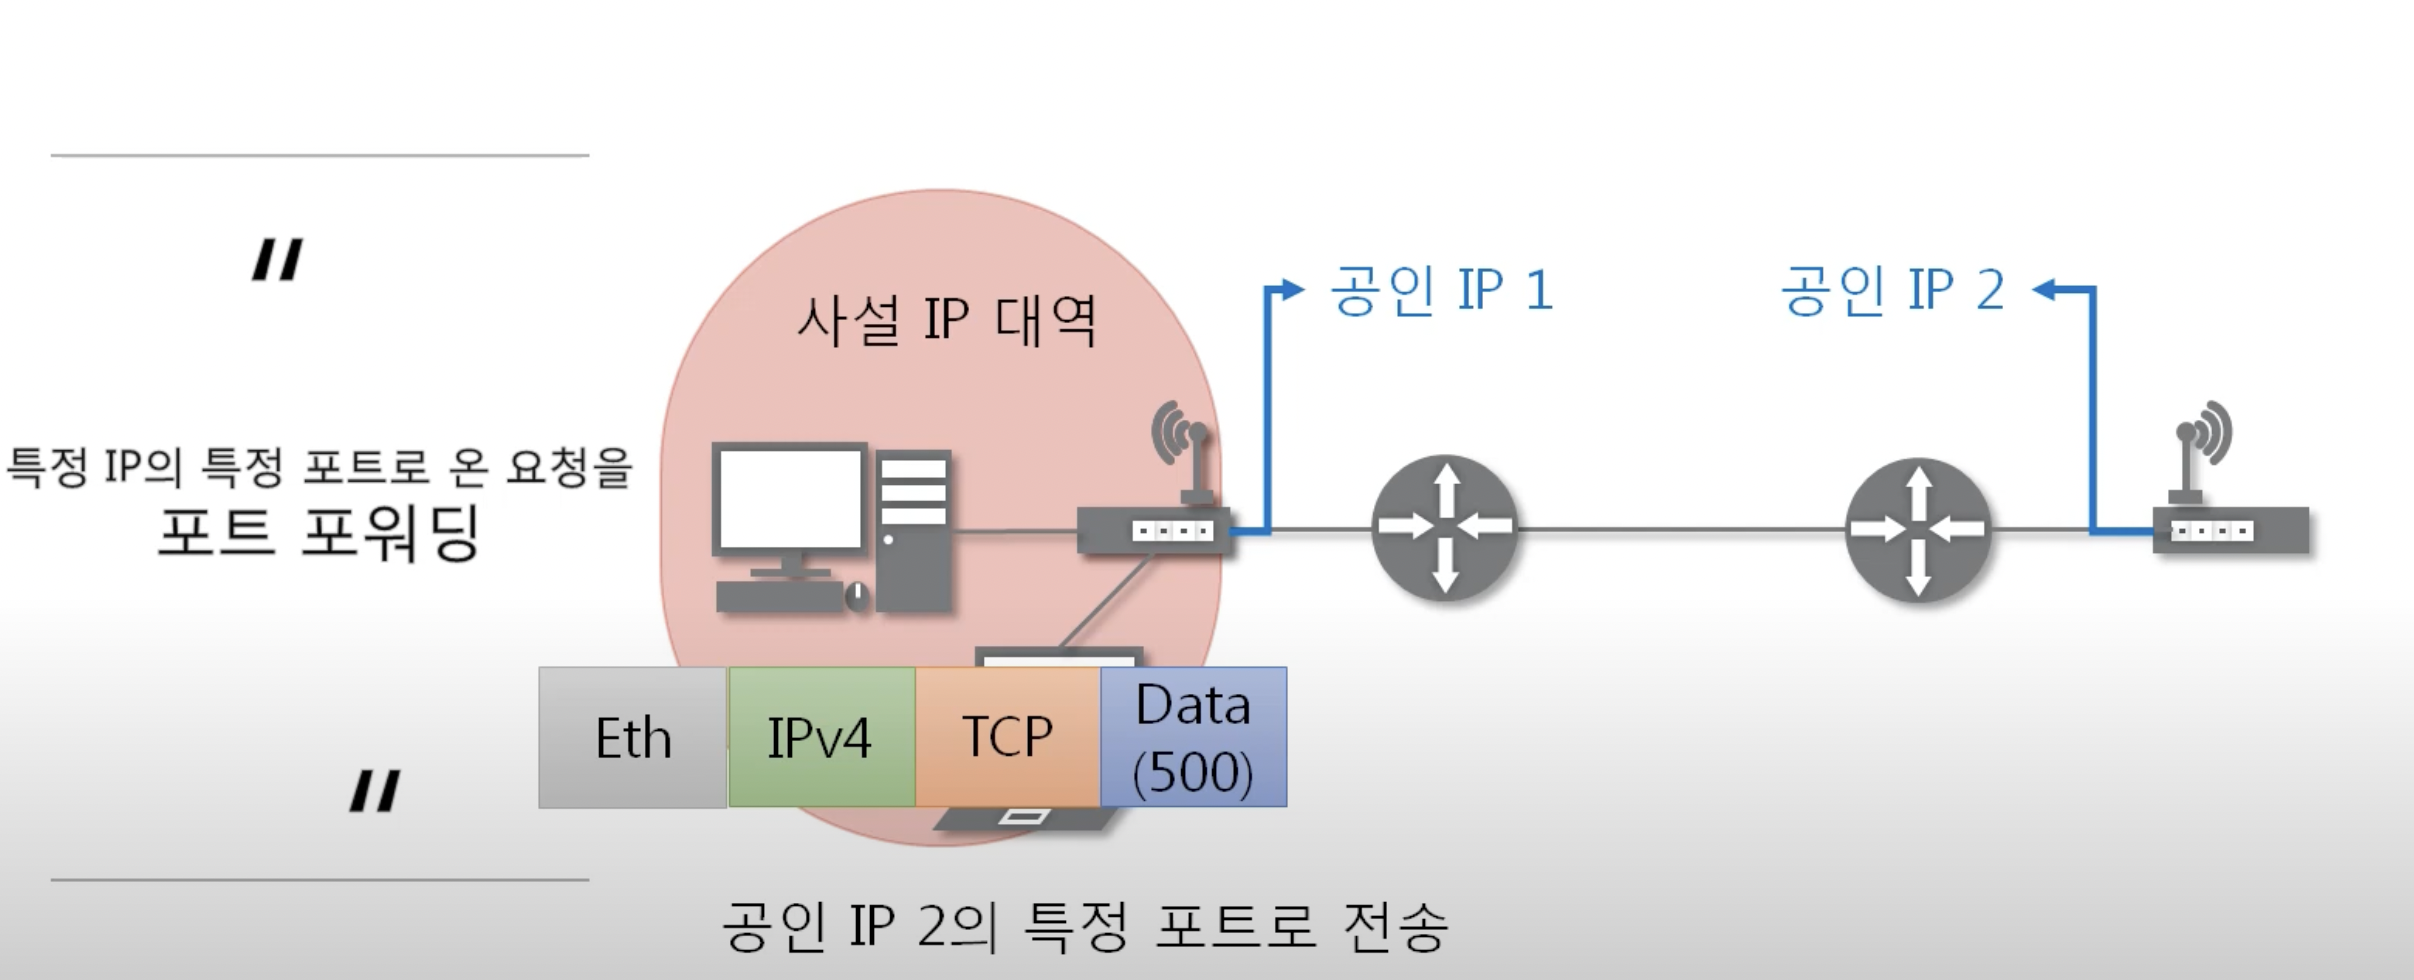 "
특정 IP의 특정 포트로 온 요청을
포트 포워딩
"
사설 IP 대역
공인 IP 1
공인 IP 2
Eth
IPv4
TCP
Data
(500)
공인 IP 2의 특정 포트로 전송